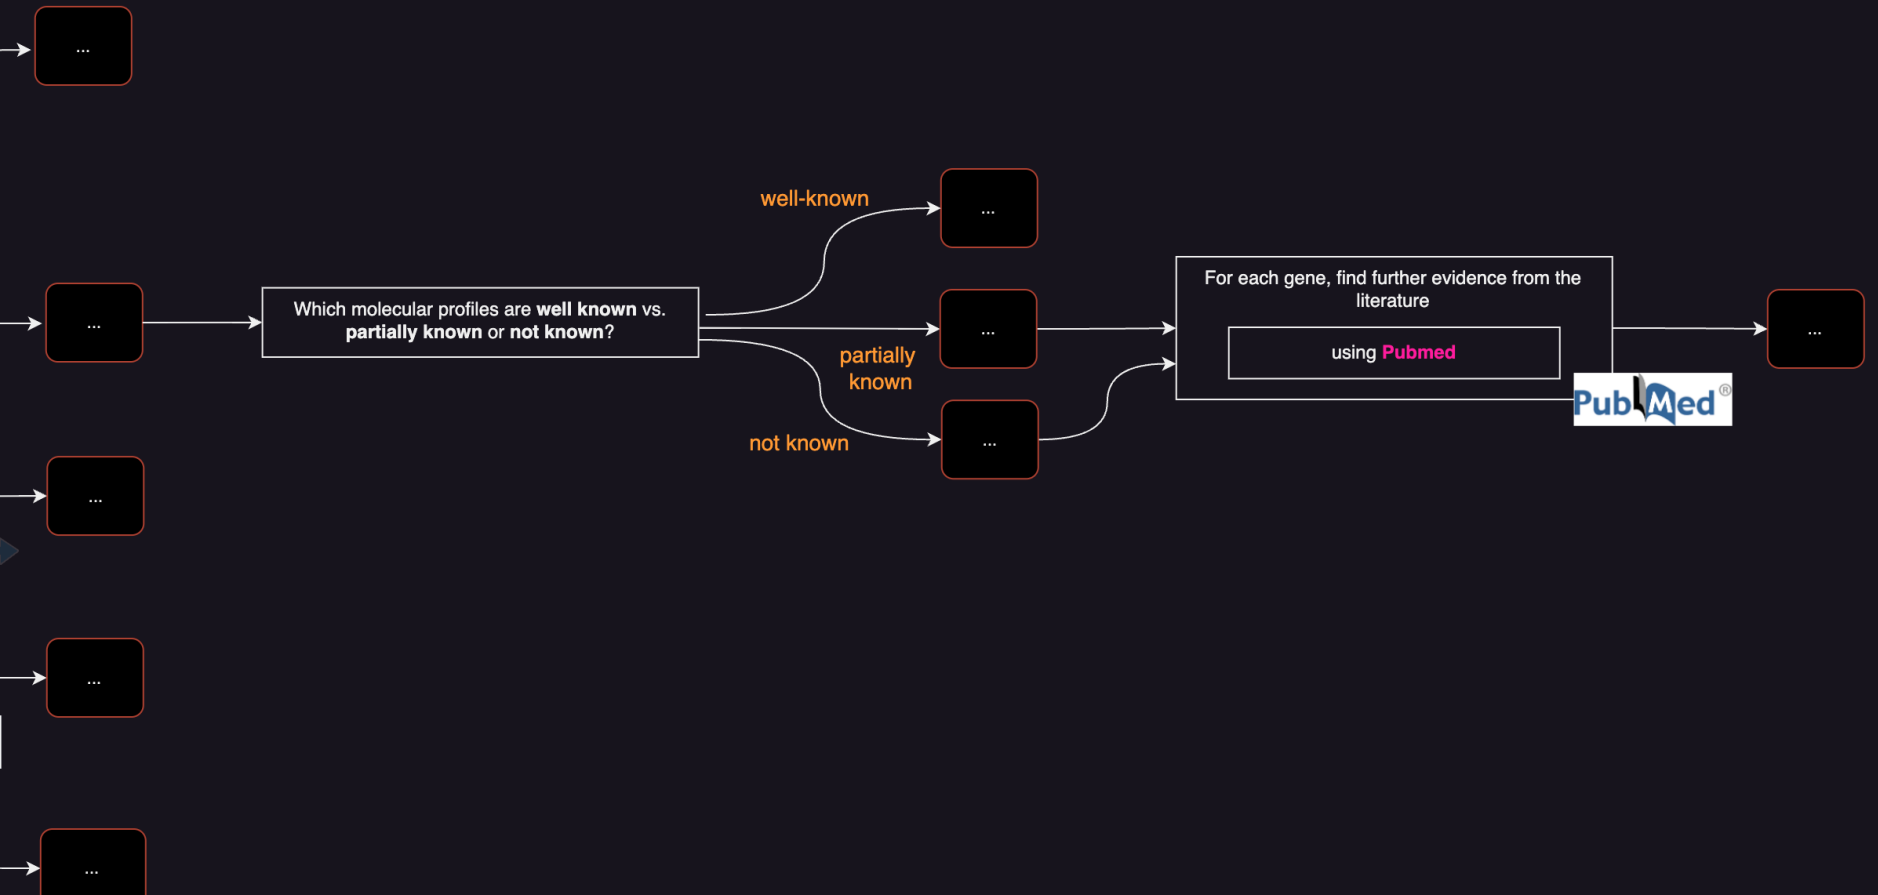 ...
well-known
...
...
Which molecular profiles are well known vs.
partially known or not known?
...
partially
known
not known
...
For each gene, find further evidence from the
literature
using Pubmed
PubMed®
...
...
...
...